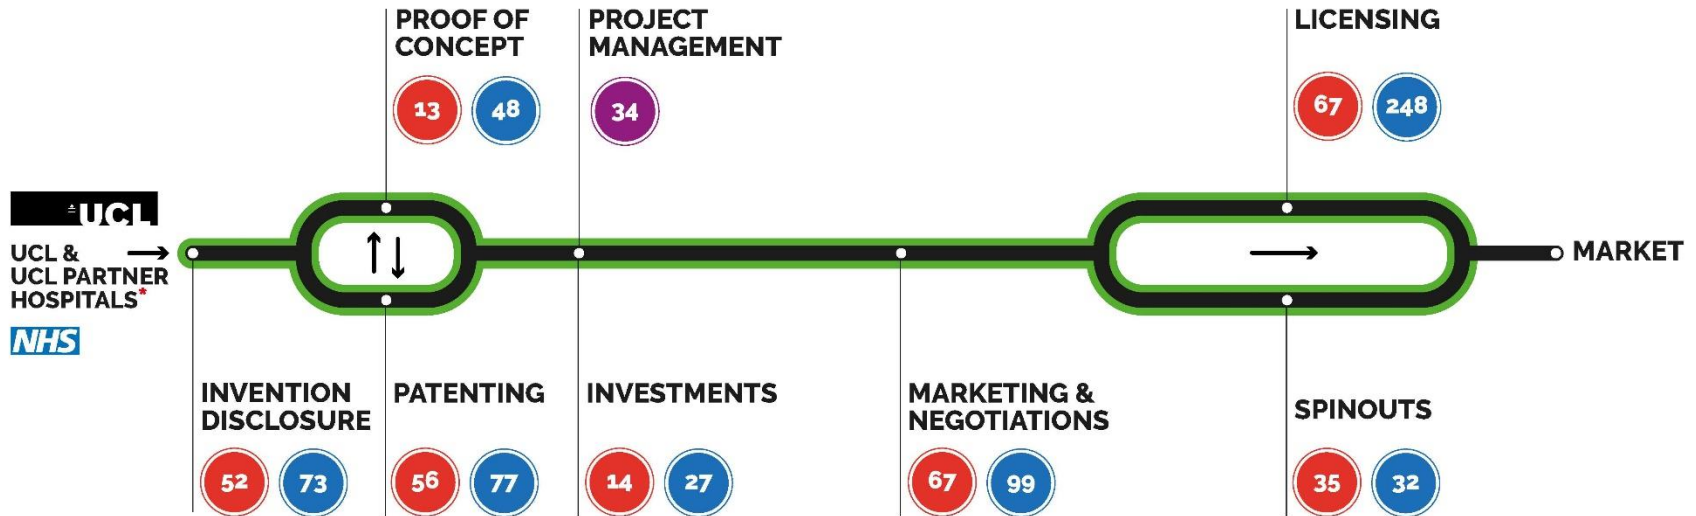 PROOF OF
CONCEPT
13 48
PROJECT
MANAGEMENT
34
LICENSING
67 248
UCL
UCL &
UCL PARTNER
HOSPITALS*
NHS
MARKET
INVENTION
DISCLOSURE
52 73
PATENTING
56 77
INVESTMENTS
14 27
MARKETING &
NEGOTIATIONS
67 99
SPINOUTS
35 32